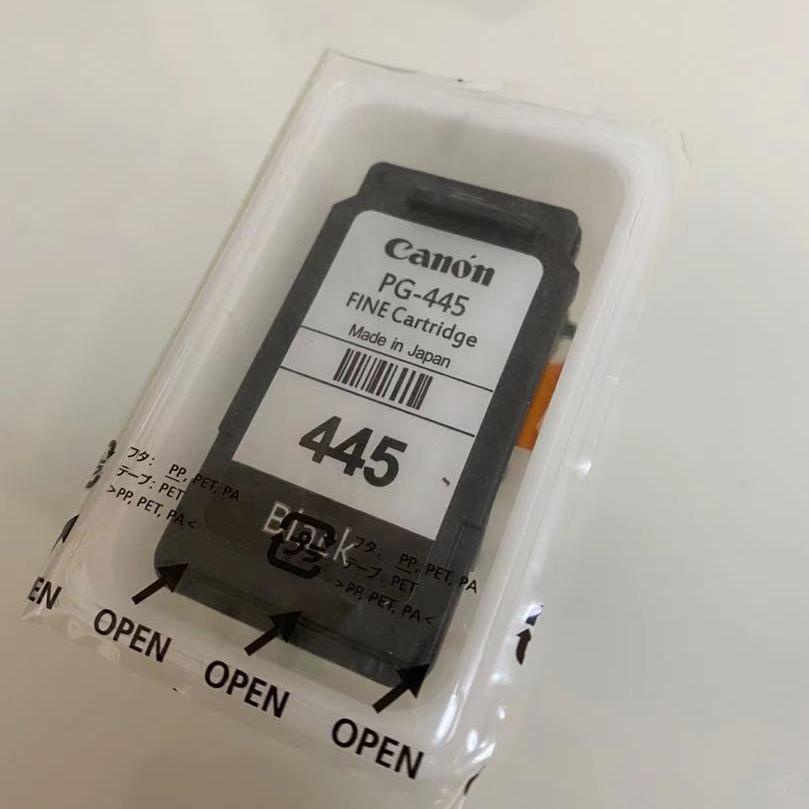 Canon
PG-445
FINE Cartridge
Made in Japan
445
Black
フタ: PP, PET, PA
テープ: PET
>PP, PET, PA<
フタ: PP, PET, PA
テープ: PET
>PP, PET, PA<
EN
OPEN
OPEN
OPEN